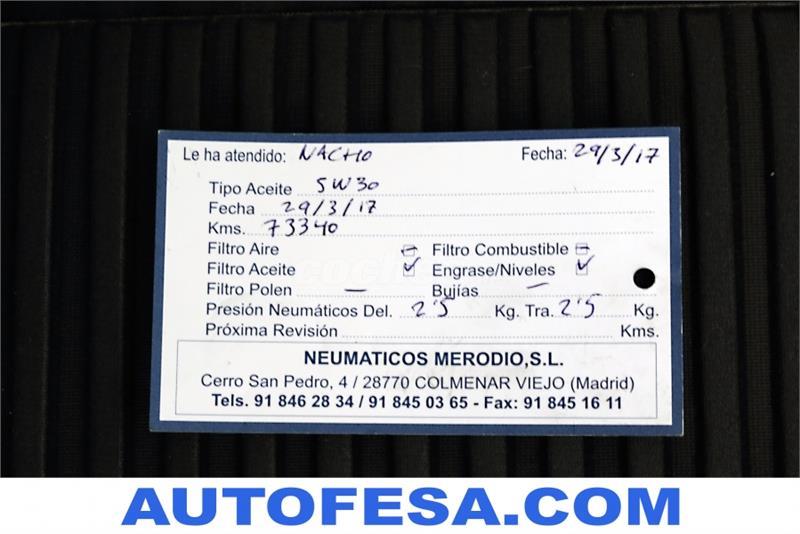 Le ha atendido: NACHO Fecha: 29/3/17
Tipo Aceite 5W30
Fecha 29/3/17
Kms. 73340
Filtro Aire Filtro Combustible
Filtro Aceite ✓ Engrase/Niveles ✓
Filtro Polen — Bujías —
Presión Neumáticos Del. 2'5 Kg. Tra. 2'5 Kg.
Próxima Revisión Kms.
NEUMATICOS MERODIO,S.L.
Cerro San Pedro, 4 / 28770 COLMENAR VIEJO (Madrid)
Tels. 91 846 28 34 / 91 845 03 65 - Fax: 91 845 16 11
AUTOFESA.COM